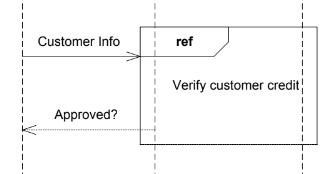 Customer Info
ref
Verify customer credit
Approved?